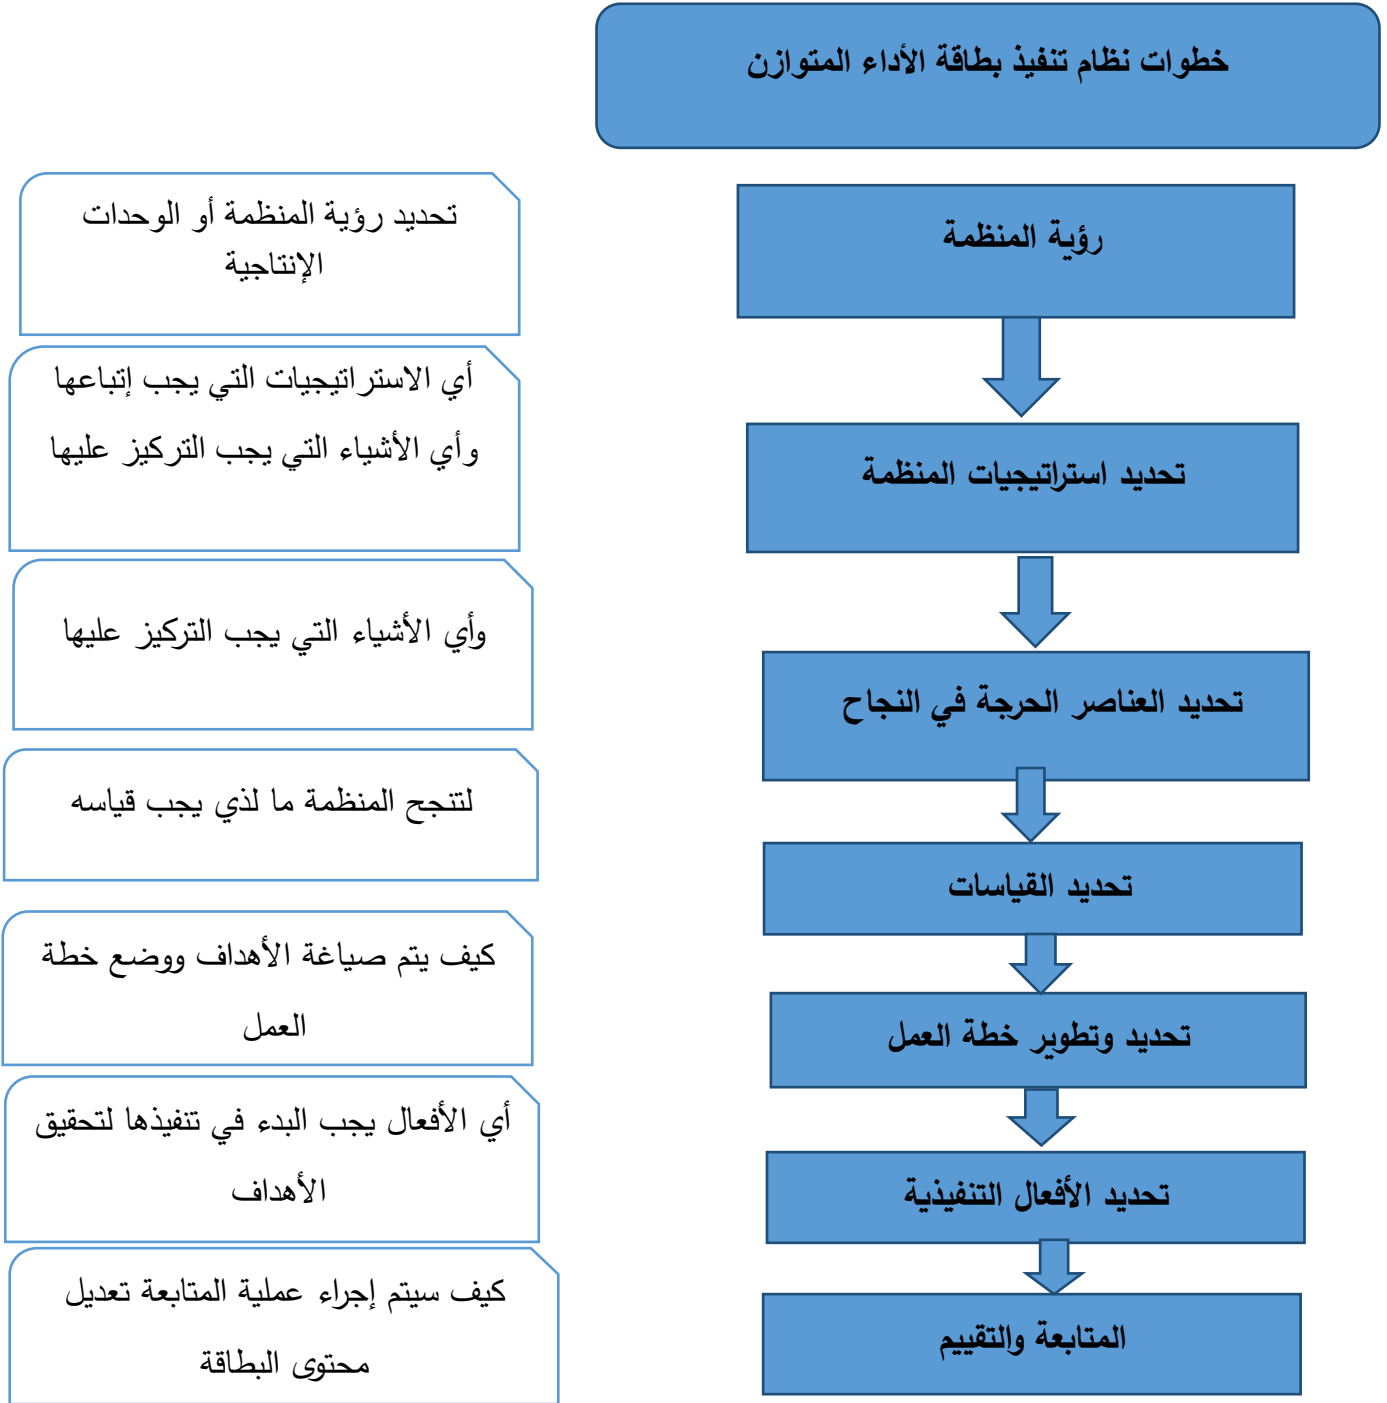 خطوات نظام تنفيذ بطاقة الأداء المتوازن
رؤية المنظمة
تحديد رؤية المنظمة أو الوحدات
الإنتاجية
تحديد استراتيجيات المنظمة
أي الاستراتيجيات التي يجب إتباعها
وأي الأشياء التي يجب التركيز عليها
تحديد العناصر الحرجة في النجاح
وأي الأشياء التي يجب التركيز عليها
تحديد القياسات
لتنجح المنظمة ما لذي يجب قياسه
تحديد وتطوير خطة العمل
كيف يتم صياغة الأهداف ووضع خطة
العمل
تحديد الأفعال التنفيذية
أي الأفعال يجب البدء في تنفيذها لتحقيق
الأهداف
المتابعة والتقييم
كيف سيتم إجراء عملية المتابعة تعديل
محتوى البطاقة